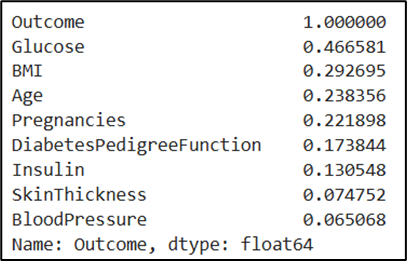 Outcome 1.000000
Glucose 0.466581
BMI 0.292695
Age 0.238356
Pregnancies 0.221898
DiabetesPedigreeFunction 0.173844
Insulin 0.130548
SkinThickness 0.074752
BloodPressure 0.065068
Name: Outcome, dtype: float64